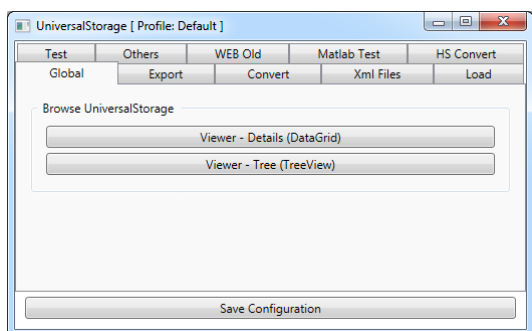 UniversalStorage [ Profile: Default ]
Test Others WEB Old Matlab Test HS Convert
Global Export Convert Xml Files Load
Browse UniversalStorage
Viewer - Details (DataGrid)
Viewer - Tree (TreeView)
Save Configuration